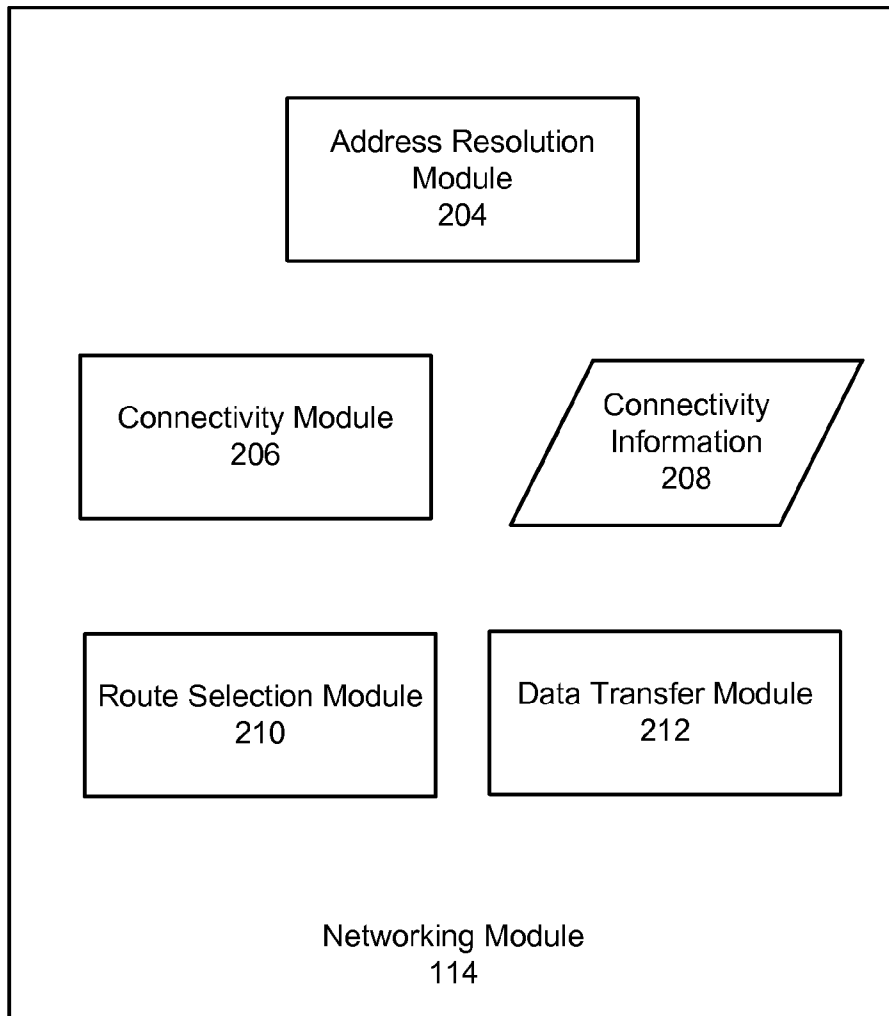 Address Resolution
Module
204
Connectivity Module
206
Connectivity
Information
208
Route Selection Module
210
Data Transfer Module
212
Networking Module
114